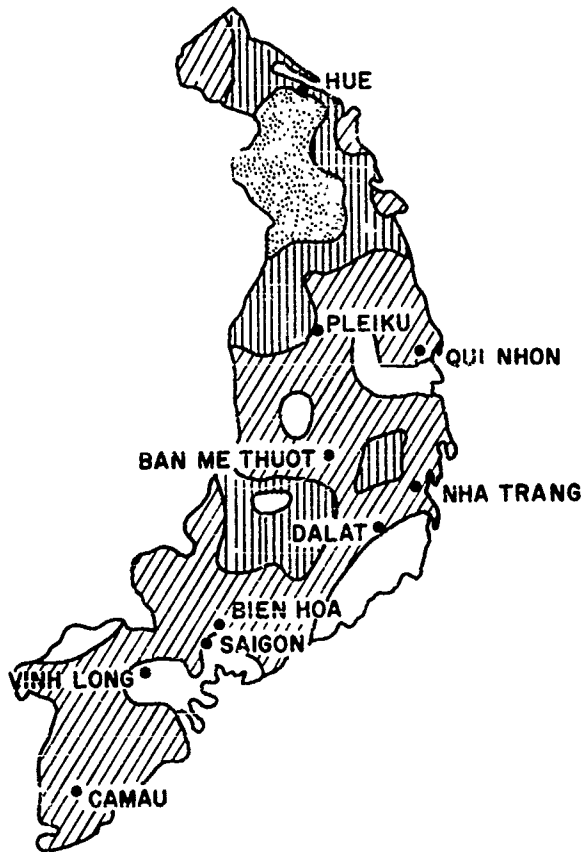 HUE
PLEIKU
QUI NHON
BAN ME THUOT
NHA TRANG
DALAT
BIEN HOA
SAIGON
VINH LONG
CAMAU